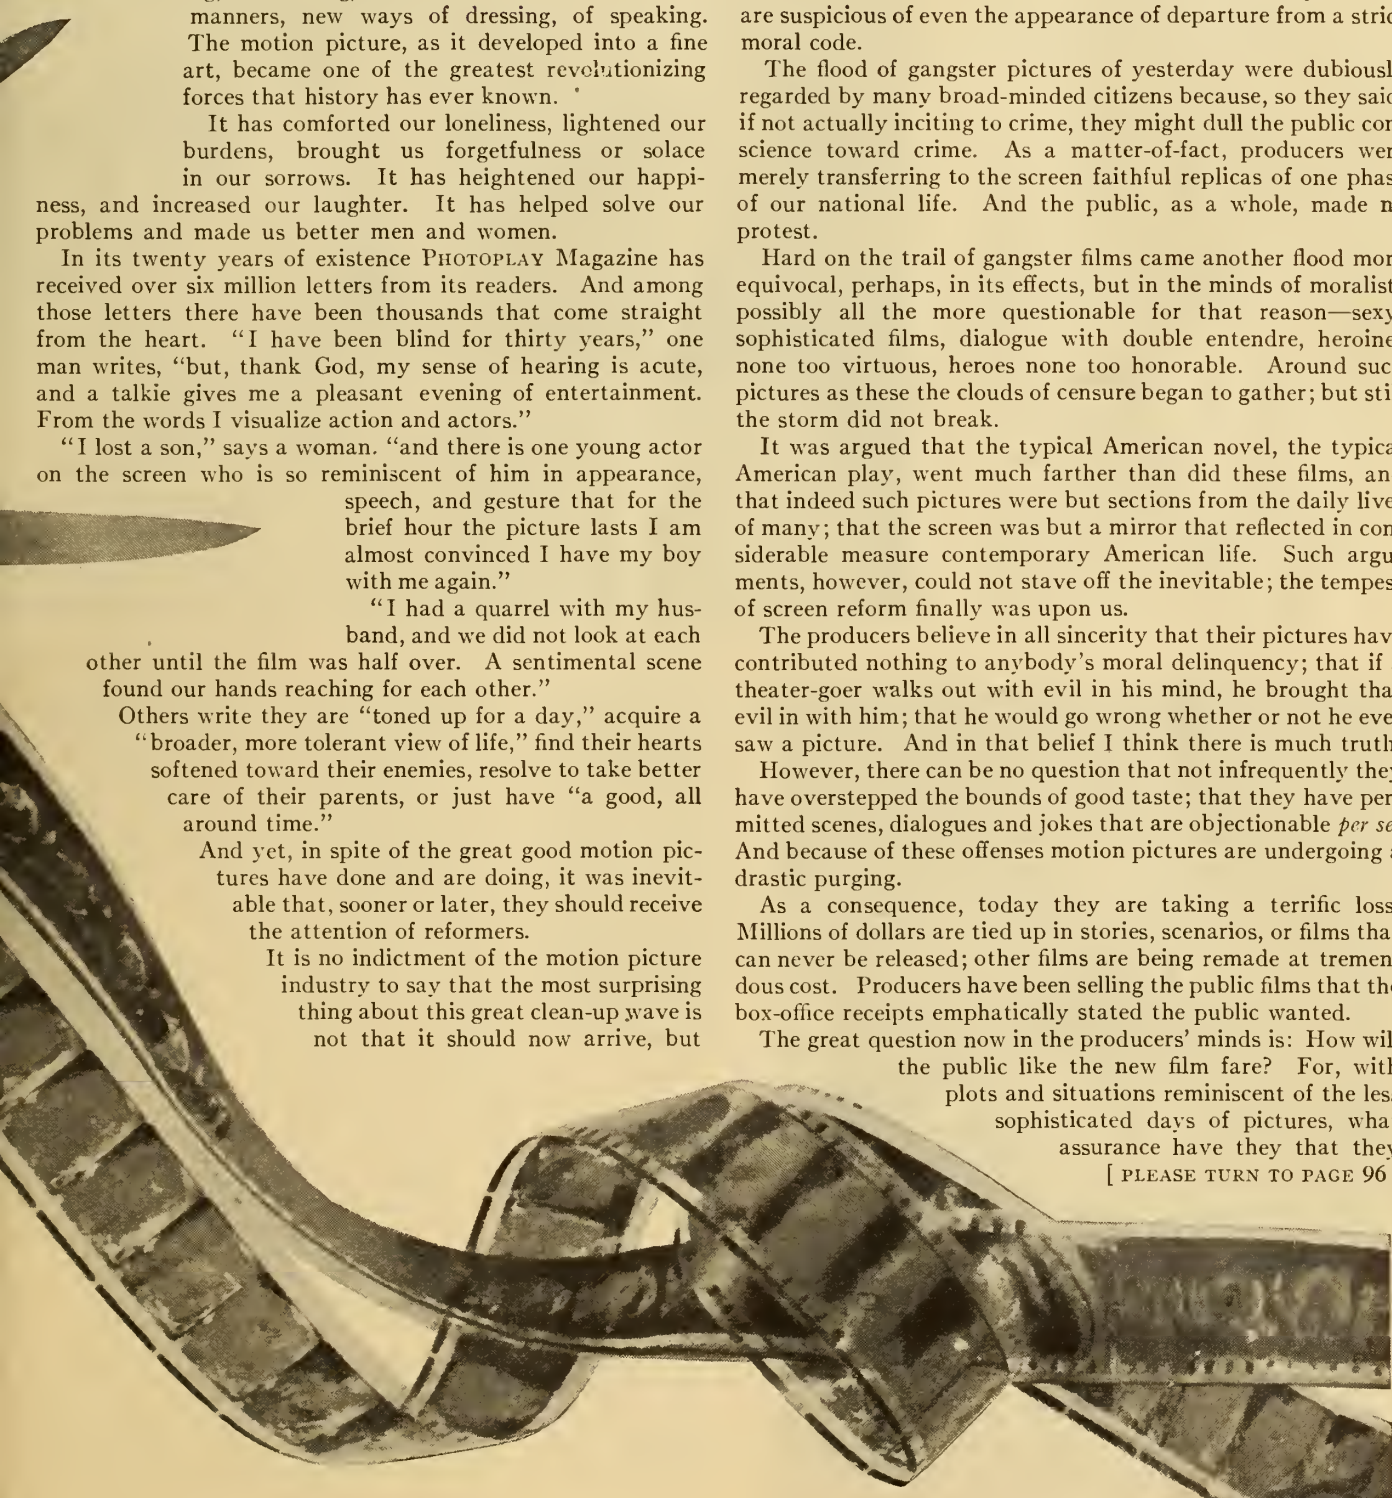 manners, new ways of dressing, of speaking.
The motion picture, as it developed into a fine
art, became one of the greatest revolutionizing
forces that history has ever known.
It has comforted our loneliness, lightened our
burdens, brought us forgetfulness or solace
in our sorrows. It has heightened our happi-
ness, and increased our laughter. It has helped solve our
problems and made us better men and women.
In its twenty years of existence PHOTOPLAY Magazine has
received over six million letters from its readers. And among
those letters there have been thousands that come straight
from the heart. “I have been blind for thirty years,” one
man writes, “but, thank God, my sense of hearing is acute,
and a talkie gives me a pleasant evening of entertainment.
From the words I visualize action and actors.”
“I lost a son,” says a woman. “and there is one young actor
on the screen who is so reminiscent of him in appearance,
speech, and gesture that for the
brief hour the picture lasts I am
almost convinced I have my boy
with me again.”
“I had a quarrel with my hus-
band, and we did not look at each
other until the film was half over. A sentimental scene
found our hands reaching for each other.”
Others write they are “toned up for a day,” acquire a
“broader, more tolerant view of life,” find their hearts
softened toward their enemies, resolve to take better
care of their parents, or just have “a good, all
around time.”
And yet, in spite of the great good motion pic-
tures have done and are doing, it was inevit-
able that, sooner or later, they should receive
the attention of reformers.
It is no indictment of the motion picture
industry to say that the most surprising
thing about this great clean-up wave is
not that it should now arrive, but
are suspicious of even the appearance of departure from a stric
moral code.
The flood of gangster pictures of yesterday were dubiousl
regarded by many broad-minded citizens because, so they said
if not actually inciting to crime, they might dull the public con
science toward crime. As a matter-of-fact, producers wer
merely transferring to the screen faithful replicas of one phas
of our national life. And the public, as a whole, made n
protest.
Hard on the trail of gangster films came another flood mor
equivocal, perhaps, in its effects, but in the minds of moralist
possibly all the more questionable for that reason—sexy
sophisticated films, dialogue with double entendre, heroine
none too virtuous, heroes none too honorable. Around suc
pictures as these the clouds of censure began to gather; but sti
the storm did not break.
It was argued that the typical American novel, the typica
American play, went much farther than did these films, an
that indeed such pictures were but sections from the daily live
of many; that the screen was but a mirror that reflected in con
siderable measure contemporary American life. Such argu
ments, however, could not stave off the inevitable; the tempes
of screen reform finally was upon us.
The producers believe in all sincerity that their pictures hav
contributed nothing to anybody’s moral delinquency; that if
theater-goer walks out with evil in his mind, he brought tha
evil in with him; that he would go wrong whether or not he eve
saw a picture. And in that belief I think there is much truth
However, there can be no question that not infrequently they
have overstepped the bounds of good taste; that they have per
mitted scenes, dialogues and jokes that are objectionable per se
And because of these offenses motion pictures are undergoing a
drastic purging.
As a consequence, today they are taking a terrific loss
Millions of dollars are tied up in stories, scenarios, or films tha
can never be released; other films are being remade at tremen
dous cost. Producers have been selling the public films that the
box-office receipts emphatically stated the public wanted.
The great question now in the producers’ minds is: How wil
the public like the new film fare? For, with
plots and situations reminiscent of the les
sophisticated days of pictures, wha
assurance have they that they
[ PLEASE TURN TO PAGE 96